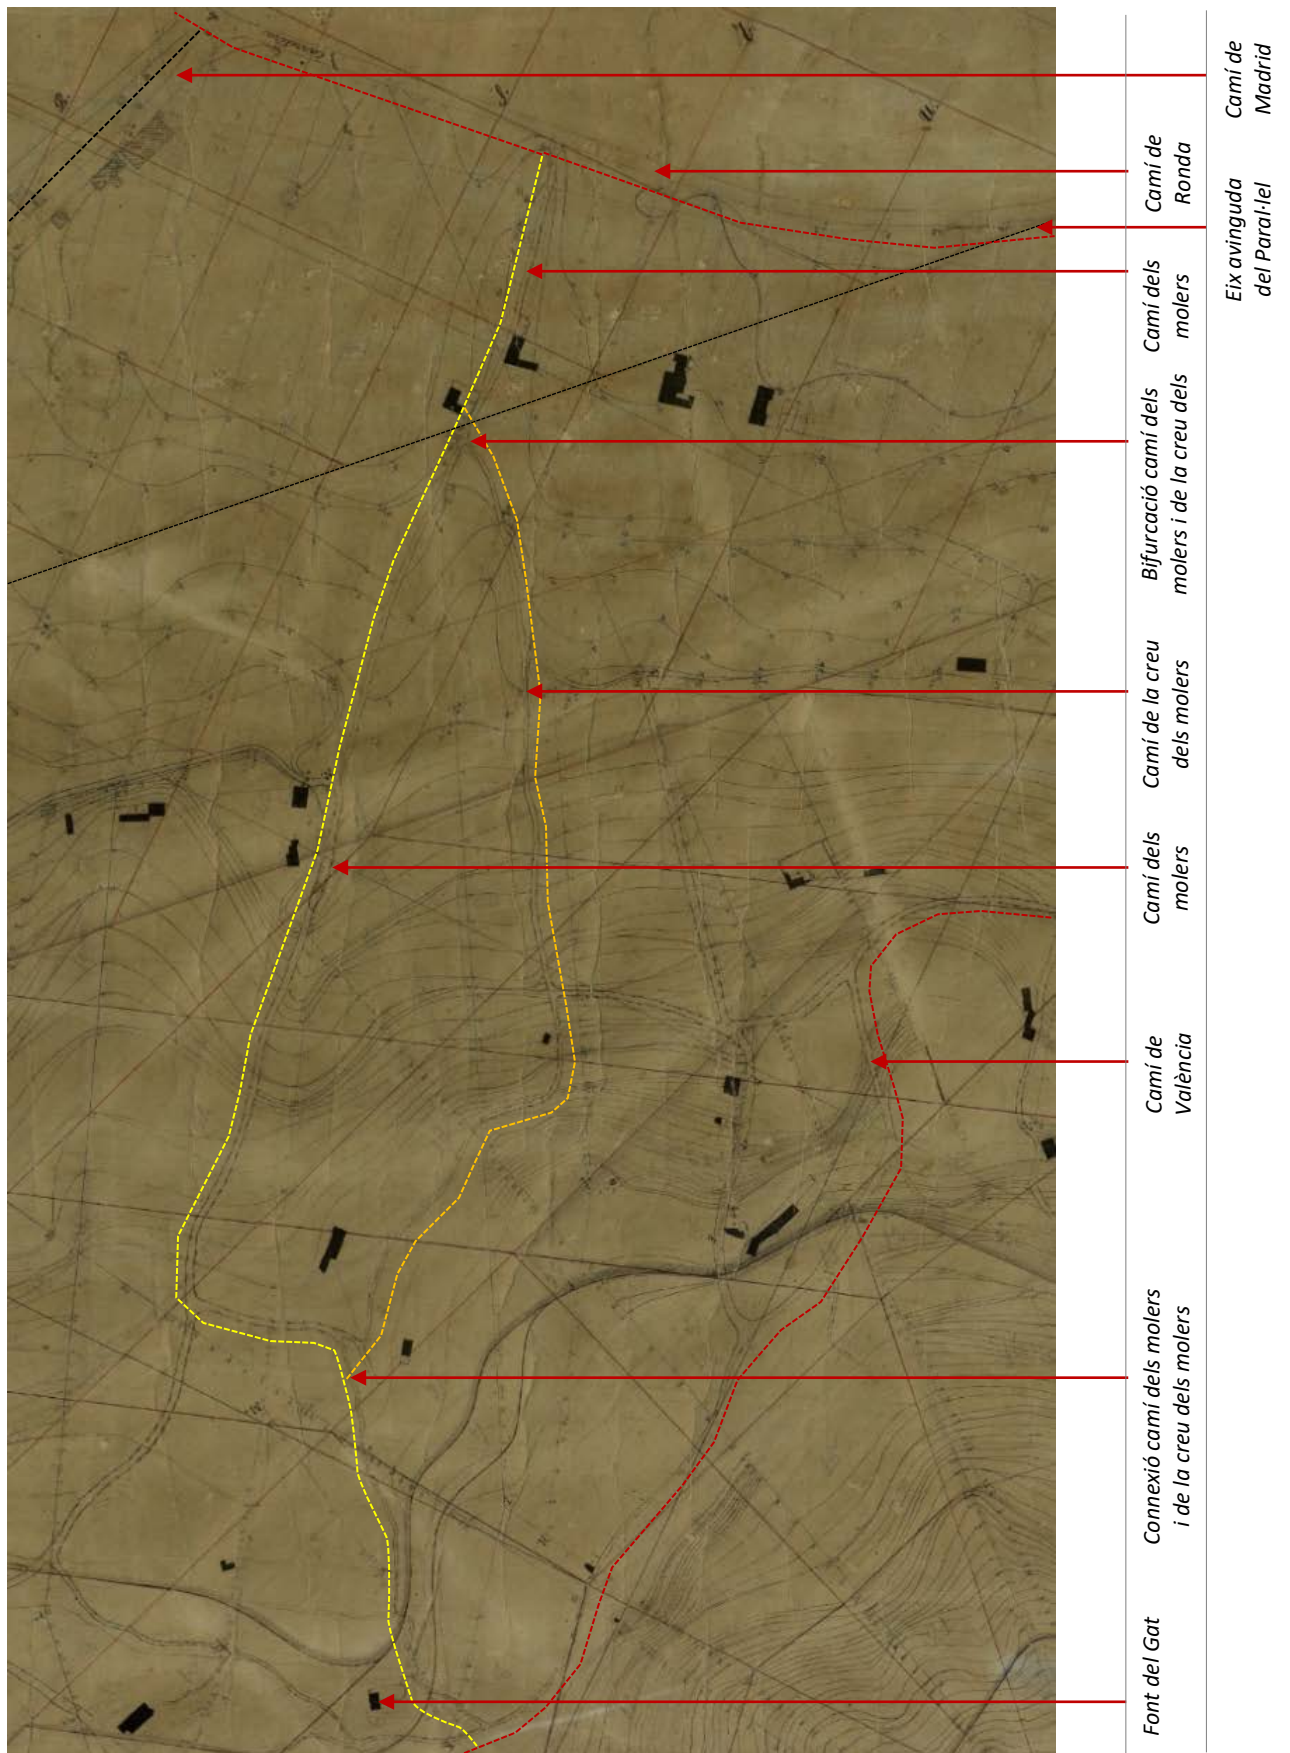 Camí de
Madrid
Camí de
Ronda
Eix avinguda
del Paral·lel
Camí dels
molers
Bifurcació camí dels
molers i de la creu dels
Camí de la creu
dels molers
Camí dels
molers
Camí de
València
Connexió camí dels molers
i de la creu dels molers
Font del Gat